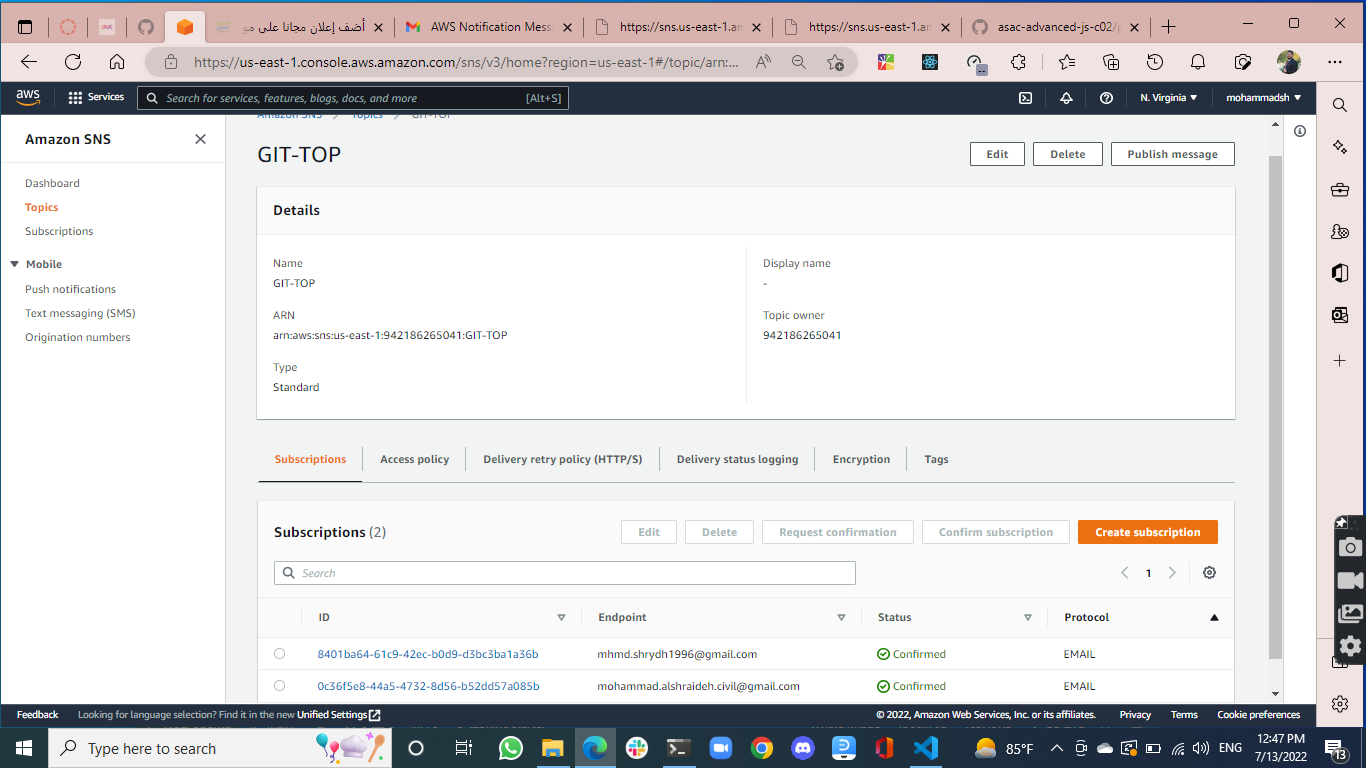 أضف إعلان مجانا على مو
AWS Notification Messa
https://sns.us-east-1.am
https://sns.us-east-1.am
asac-advanced-js-c02/p
https://us-east-1.console.aws.amazon.com/sns/v3/home?region=us-east-1#/topic/arn:...
aws
Services
Search for services, features, blogs, docs, and more
[Alt+S]
N. Virginia
mohammadsh
Amazon SNS
Dashboard
Topics
Subscriptions
Mobile
Push notifications
Text messaging (SMS)
Origination numbers
Amazon SNS Topics GIT-TOP
GIT-TOP
Edit
Delete
Publish message
Details
Name
GIT-TOP
ARN
arn:aws:sns:us-east-1:942186265041:GIT-TOP
Type
Standard
Display name
-
Topic owner
942186265041
Subscriptions
Access policy
Delivery retry policy (HTTP/S)
Delivery status logging
Encryption
Tags
Subscriptions (2)
Edit
Delete
Request confirmation
Confirm subscription
Create subscription
Search
1
ID
Endpoint
Status
Protocol
8401ba64-61c9-42ec-b0d9-d3bc3ba1a36b
mhmd.shrydh1996@gmail.com
Confirmed
EMAIL
0c36f5e8-44a5-4732-8d56-b52dd57a085b
mohammad.alshraideh.civil@gmail.com
Confirmed
EMAIL
Feedback
Looking for language selection? Find it in the new Unified Settings
© 2022, Amazon Web Services, Inc. or its affiliates.
Privacy
Terms
Cookie preferences
Type here to search
85°F
ENG
12:47 PM
7/13/2022
13